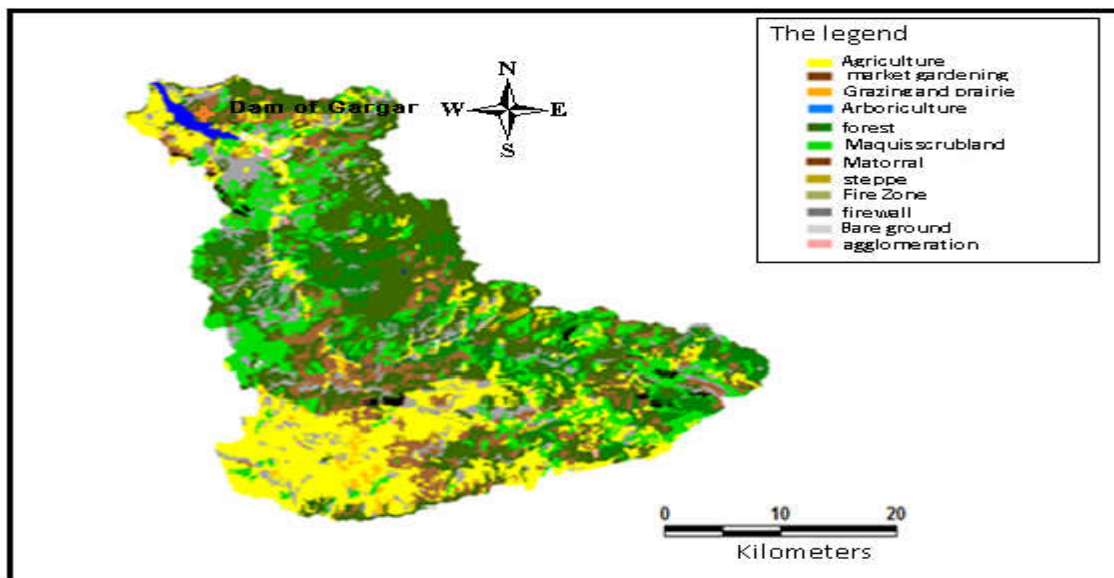 The legend
Agriculture
market gardening
Grazing and prairie
Arboriculture
forest
Maquis scrubland
Matorral
steppe
Fire Zone
firewall
Bare ground
agglomeration
N
W E
S
Dam of Gargar
0 10 20
Kilometers